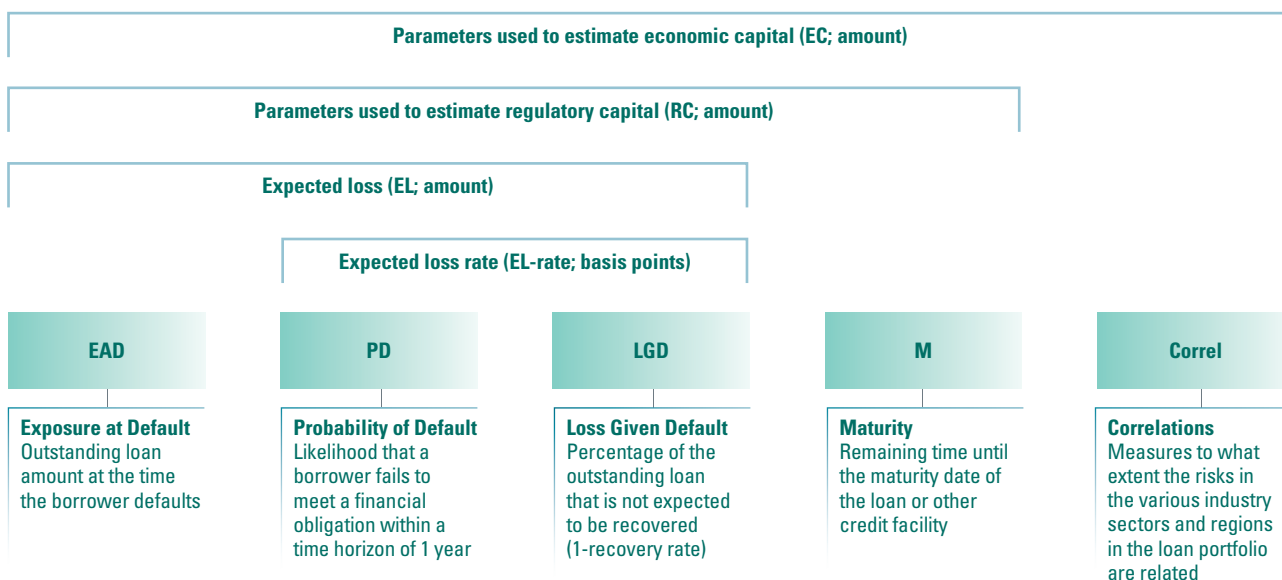 Parameters used to estimate economic capital (EC; amount)
Parameters used to estimate regulatory capital (RC; amount)
Expected loss (EL; amount)
Expected loss rate (EL-rate; basis points)
EAD
PD
LGD
M
Correl
Exposure at Default
Outstanding loan
amount at the time
the borrower defaults
Probability of Default
Likelihood that a
borrower fails to
meet a financial
obligation within a
time horizon of 1 year
Loss Given Default
Percentage of the
outstanding loan
that is not expected
to be recovered
(1-recovery rate)
Maturity
Remaining time until
the maturity date of
the loan or other
credit facility
Correlations
Measures to what
extent the risks in
the various industry
sectors and regions
in the loan portfolio
are related